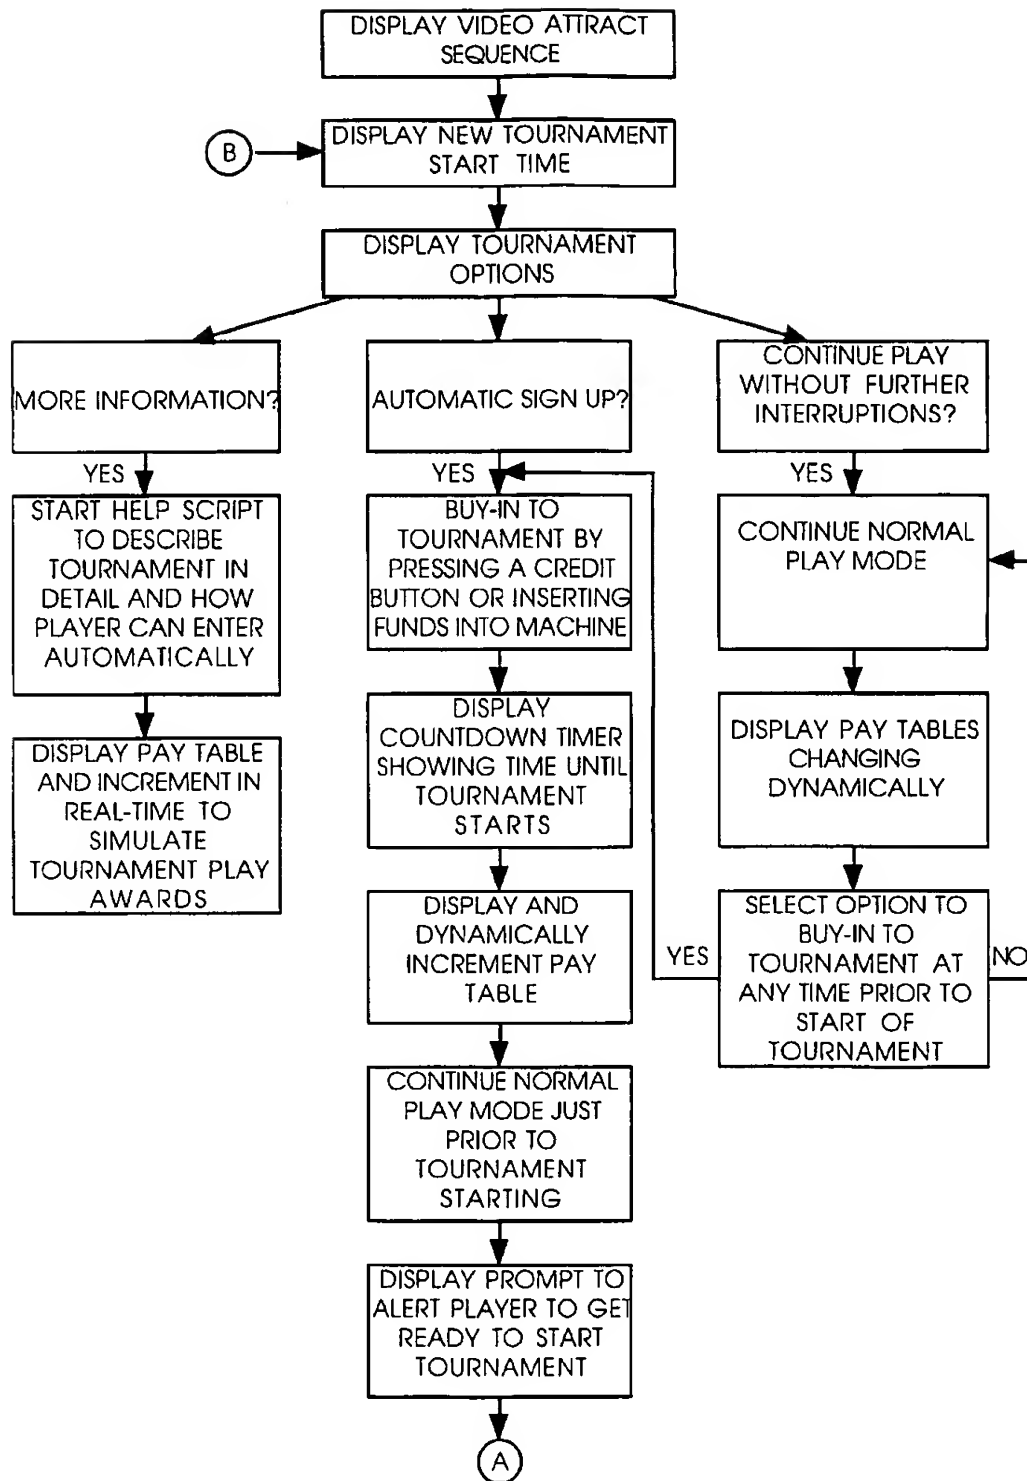 DISPLAY VIDEO ATTRACT
SEQUENCE
B
DISPLAY NEW TOURNAMENT
START TIME
DISPLAY TOURNAMENT
OPTIONS
MORE INFORMATION?
AUTOMATIC SIGN UP?
CONTINUE PLAY
WITHOUT FURTHER
INTERRUPTIONS?
YES
YES
YES
START HELP SCRIPT
TO DESCRIBE
TOURNAMENT IN
DETAIL AND HOW
PLAYER CAN ENTER
AUTOMATICALLY
BUY-IN TO
TOURNAMENT BY
PRESSING A CREDIT
BUTTON OR INSERTING
FUNDS INTO MACHINE
CONTINUE NORMAL
PLAY MODE
DISPLAY PAY TABLE
AND INCREMENT IN
REAL-TIME TO
SIMULATE
TOURNAMENT PLAY
AWARDS
DISPLAY
COUNTDOWN TIMER
SHOWING TIME UNTIL
TOURNAMENT
STARTS
DISPLAY PAY TABLES
CHANGING
DYNAMICALLY
DISPLAY AND
DYNAMICALLY
INCREMENT PAY
TABLE
YES
SELECT OPTION TO
BUY-IN TO
TOURNAMENT AT
ANY TIME PRIOR TO
START OF
TOURNAMENT
NO
CONTINUE NORMAL
PLAY MODE JUST
PRIOR TO
TOURNAMENT
STARTING
DISPLAY PROMPT TO
ALERT PLAYER TO GET
READY TO START
TOURNAMENT
A